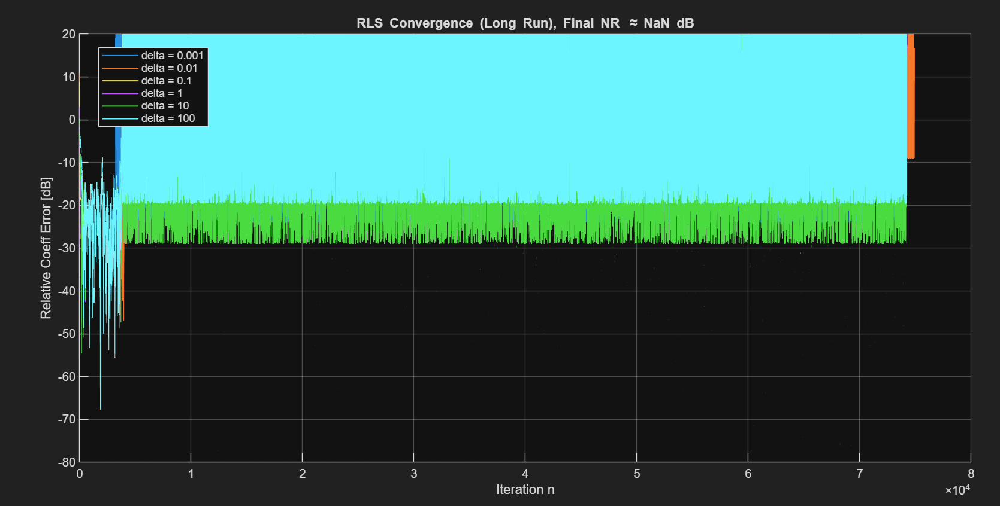 RLS Convergence (Long Run), Final NR ≈ NaN dB
delta = 0.001
delta = 0.01
delta = 0.1
delta = 1
delta = 10
delta = 100
Relative Coeff Error [dB]
20
10
0
-10
-20
-30
-40
-50
-60
-70
-80
0 1 2 3 4 5 6 7 8
Iteration n
×10⁴